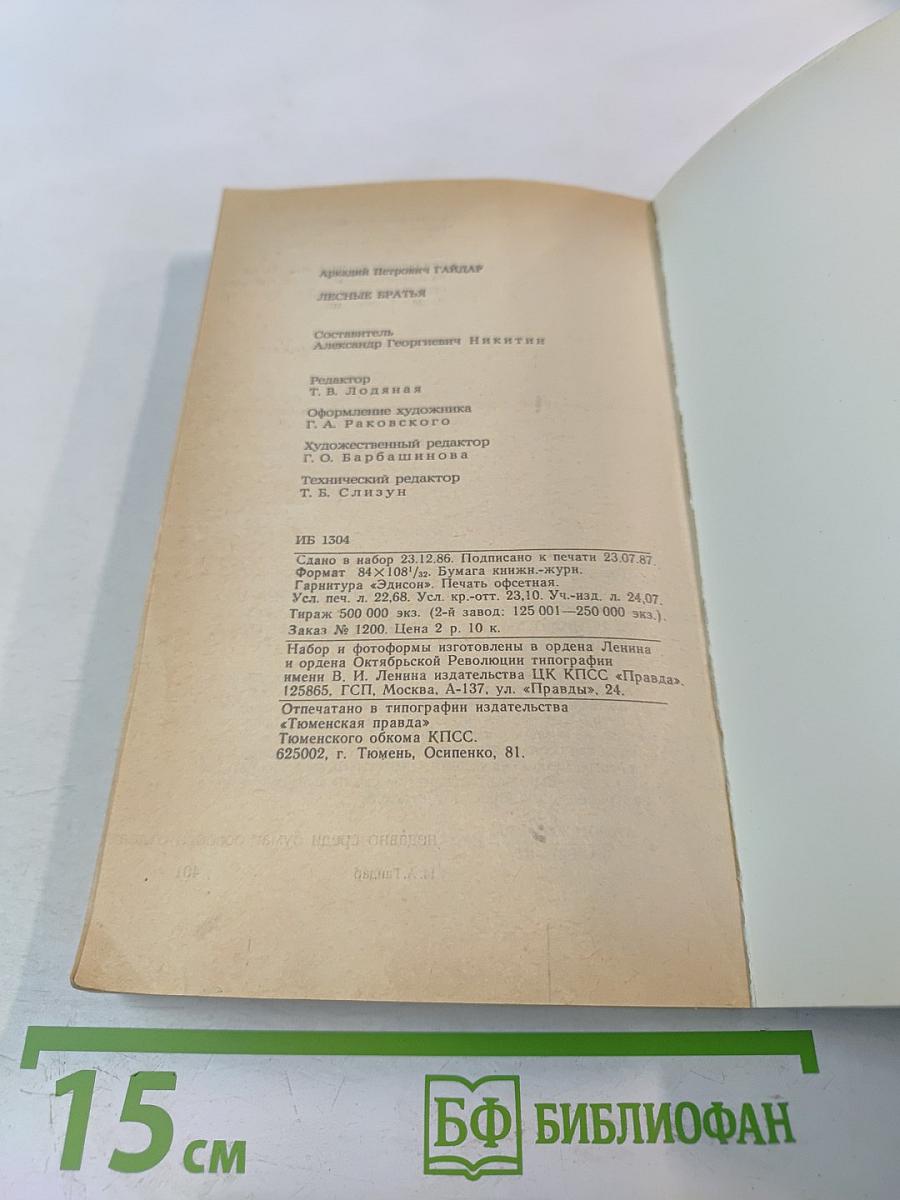 Аркадий Петрович ГАЙДАР
ЛЕСНЫЕ БРАТЬЯ
Составитель
Александр Георгиевич Никитин
Редактор
Т. В. Лодяная
Оформление художника
Г. А. Раковского
Художественный редактор
Г. О. Барбашинова
Технический редактор
Т. Б. Слизун
ИБ 1304
Сдано в набор 23.12.86. Подписано к печати 23.07.87.
Формат 84×108¹/₃₂. Бумага книжн.-журн.
Гарнитура «Эдисон». Печать офсетная.
Усл. печ. л. 22,68. Усл. кр.-отт. 23,10. Уч.-изд. л. 24,07.
Тираж 500 000 экз. (2-й завод: 125 001—250 000 экз.).
Заказ № 1200. Цена 2 р. 10 к.
Набор и фотоформы изготовлены в ордена Ленина
и ордена Октябрьской Революции типографии
имени В. И. Ленина издательства ЦК КПСС «Правда».
125865, ГСП, Москва, А-137, ул. «Правды», 24.
Отпечатано в типографии издательства
«Тюменская правда»
Тюменского обкома КПСС.
625002, г. Тюмень, Осипенко, 81.
недавно среди бумаг
А. Гайдар 401
15 см
БФ БИБЛИОФАН